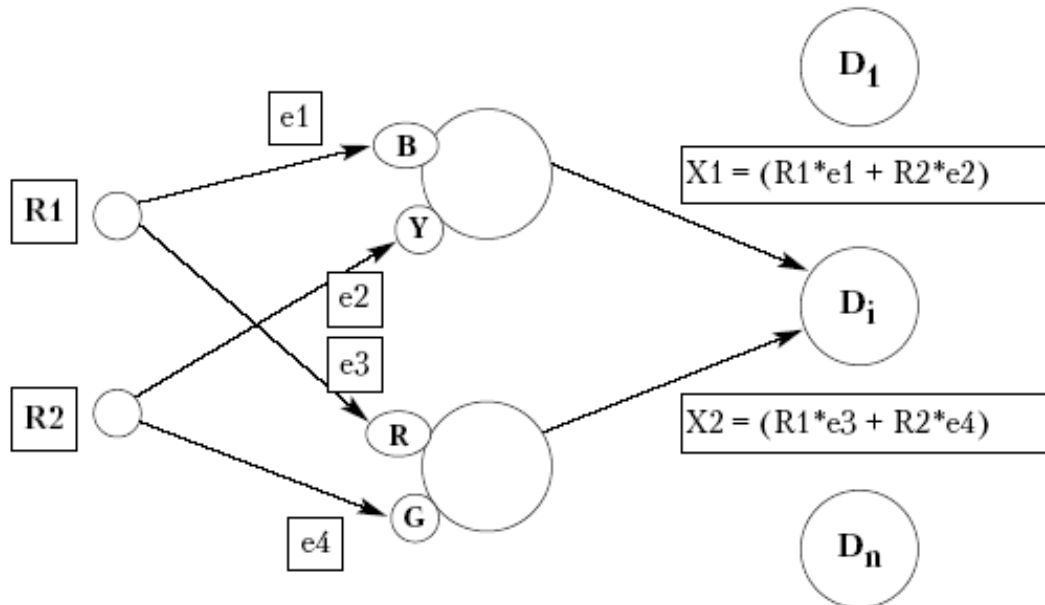 D1
e1
B
X1 = (R1*e1 + R2*e2)
R1
Y
e2
Di
e3
R2
R
X2 = (R1*e3 + R2*e4)
G
e4
Dn